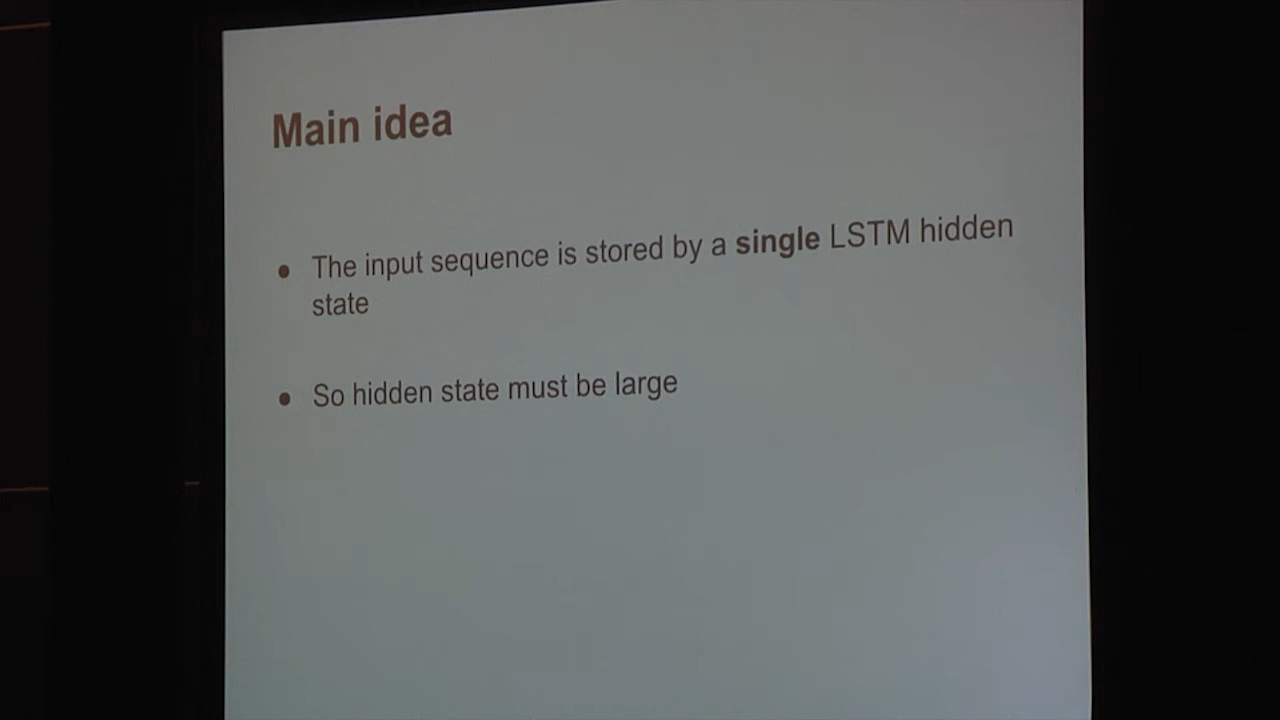 Main idea
● The input sequence is stored by a single LSTM hidden
state
● So hidden state must be large